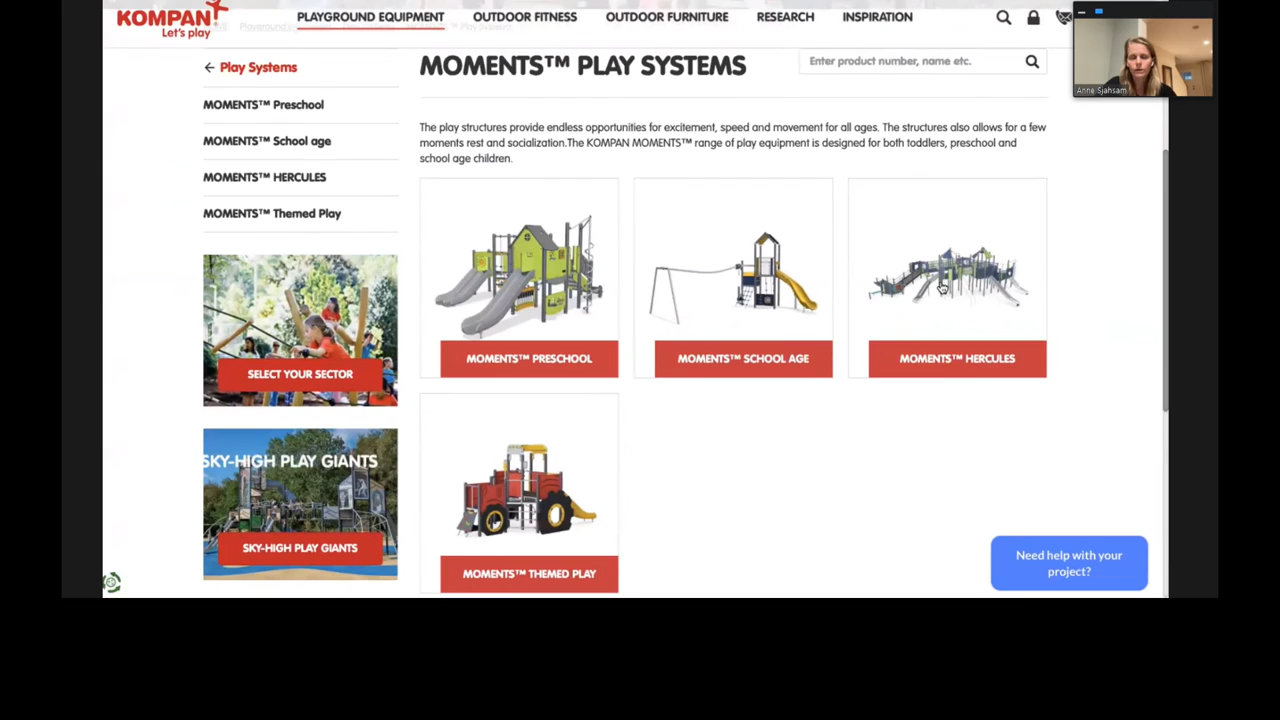 KOMPAN
Let's play
PLAYGROUND EQUIPMENT
OUTDOOR FITNESS
OUTDOOR FURNITURE
RESEARCH
INSPIRATION
Anne Sjahsam
← Play Systems
MOMENTS™ Preschool
MOMENTS™ School age
MOMENTS™ HERCULES
MOMENTS™ Themed Play
SELECT YOUR SECTOR
SKY-HIGH PLAY GIANTS
SKY-HIGH PLAY GIANTS
MOMENTS™ PLAY SYSTEMS
Enter product number, name etc.
The play structures provide endless opportunities for excitement, speed and movement for all ages. The structures also allows for a few
moments rest and socialization.The KOMPAN MOMENTS™ range of play equipment is designed for both toddlers, preschool and
school age children.
MOMENTS™ PRESCHOOL
MOMENTS™ SCHOOL AGE
MOMENTS™ HERCULES
MOMENTS™ THEMED PLAY
Need help with your
project?